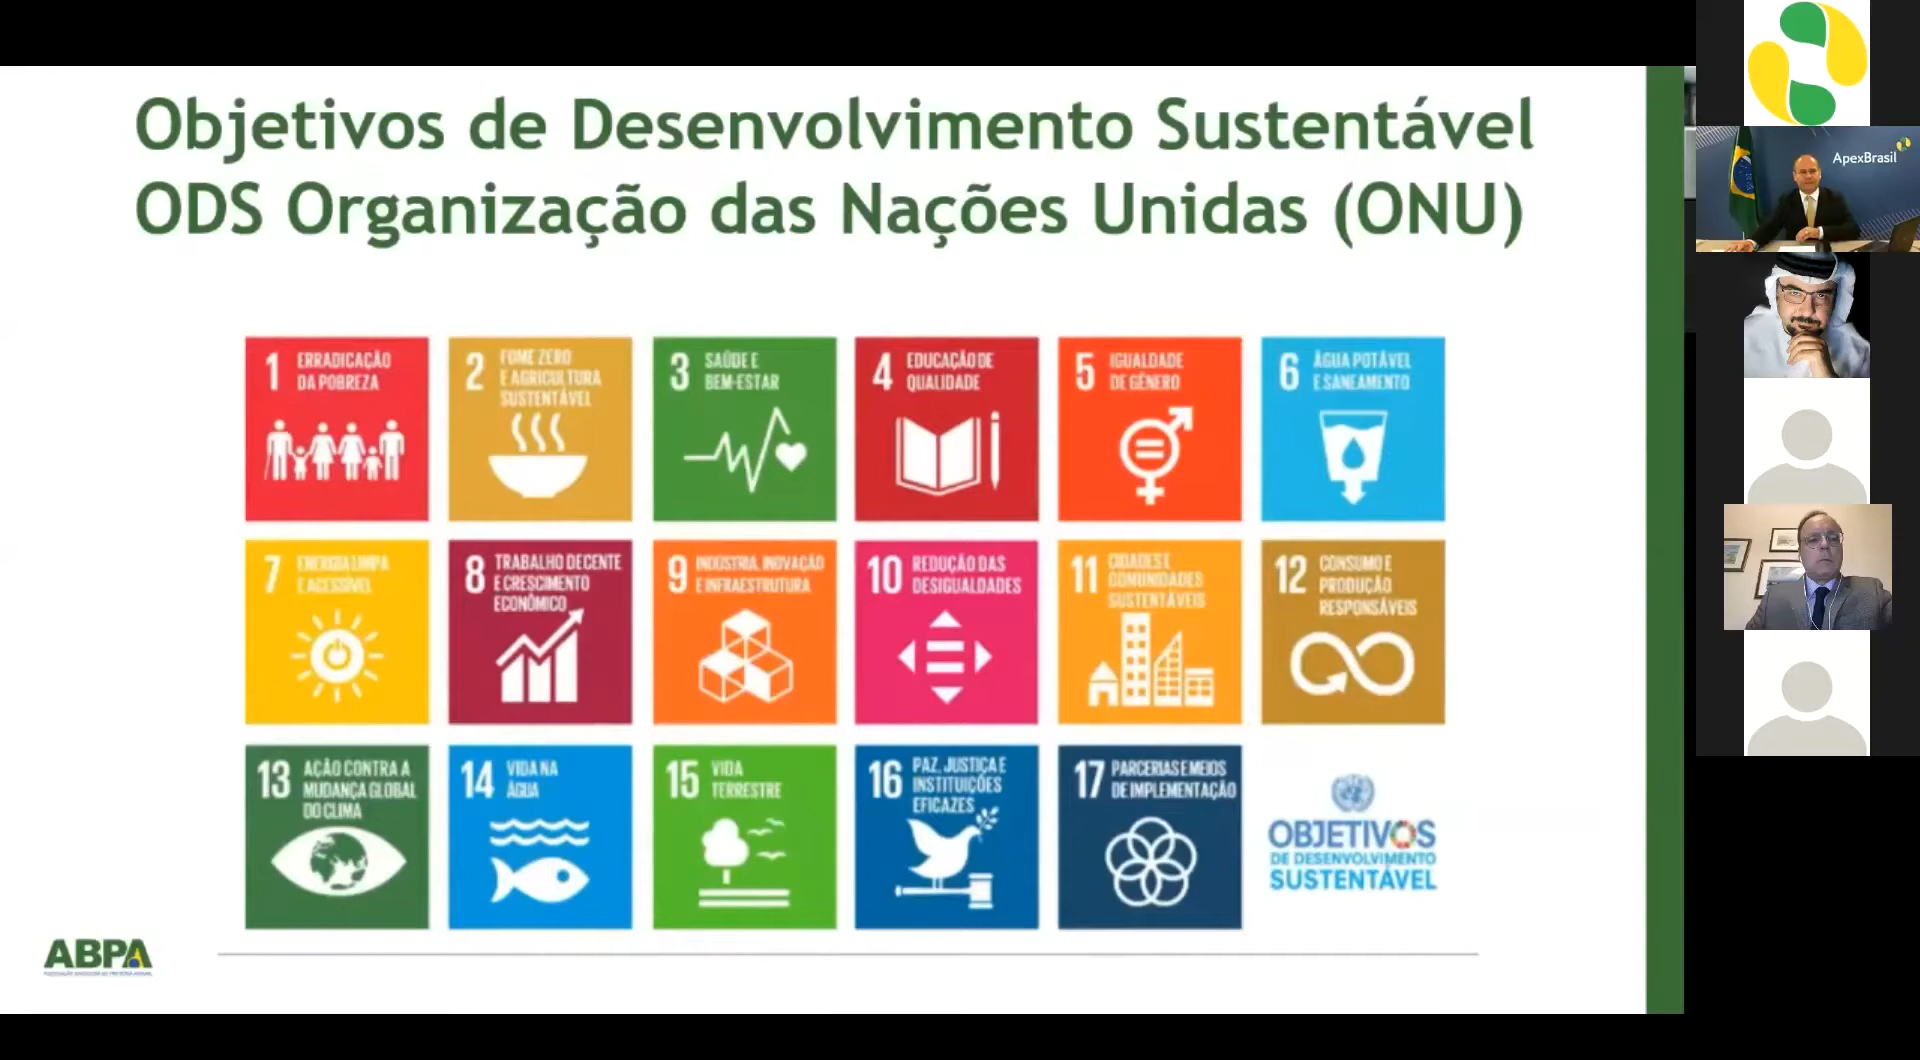 Objetivos de Desenvolvimento Sustentável
ODS Organização das Nações Unidas (ONU)
1 ERRADICAÇÃO
DA POBREZA
2 FOME ZERO
E AGRICULTURA
SUSTENTÁVEL
3 SAÚDE E
BEM-ESTAR
4 EDUCAÇÃO DE
QUALIDADE
5 IGUALDADE
DE GÊNERO
6 ÁGUA POTÁVEL
E SANEAMENTO
7 ENERGIA LIMPA
E ACESSÍVEL
8 TRABALHO DECENTE
E CRESCIMENTO
ECONÔMICO
9 INDÚSTRIA, INOVAÇÃO
E INFRAESTRUTURA
10 REDUÇÃO DAS
DESIGUALDADES
11 CIDADES E
COMUNIDADES
SUSTENTÁVEIS
12 CONSUMO E
PRODUÇÃO
RESPONSÁVEIS
13 AÇÃO CONTRA A
MUDANÇA GLOBAL
DO CLIMA
14 VIDA NA
ÁGUA
15 VIDA
TERRESTRE
16 PAZ, JUSTIÇA E
INSTITUIÇÕES
EFICAZES
17 PARCERIAS E MEIOS
DE IMPLEMENTAÇÃO
OBJETIVOS
DE DESENVOLVIMENTO
SUSTENTÁVEL
ABPA
ApexBrasil